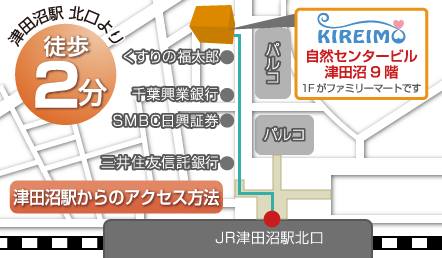 津田沼駅 北口より
徒歩
2分
KIREIMO
自然センタービル
津田沼9階
1Fがファミリーマートです
くすりの福太郎
パルコ
千葉興業銀行
SMBC日興証券
パルコ
三井住友信託銀行
津田沼駅からのアクセス方法
JR津田沼駅北口